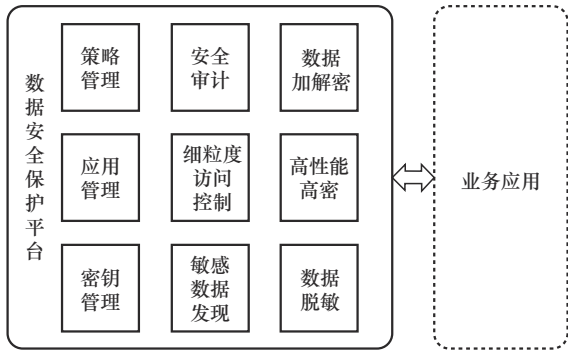 数据安全保护平台
策略
管理
安全
审计
数据
加解密
应用
管理
细粒度
访问
控制
高性能
高密
密钥
管理
敏感
数据
发现
数据
脱敏
业务应用